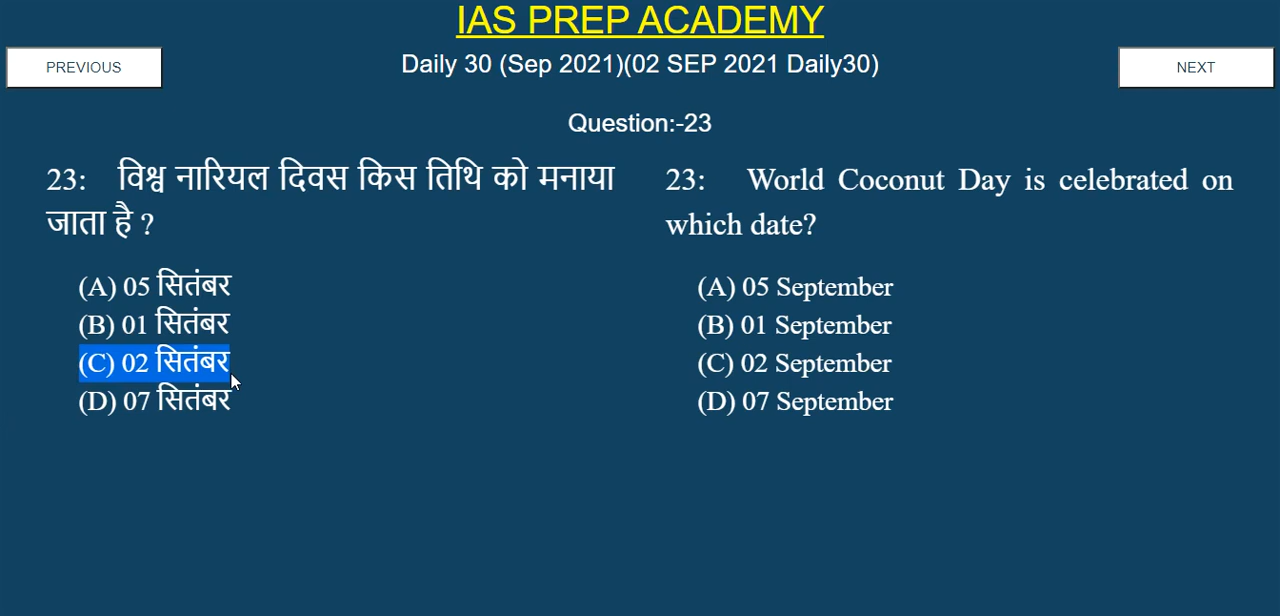 IAS PREP ACADEMY
PREVIOUS
Daily 30 (Sep 2021)(02 SEP 2021 Daily30)
NEXT
Question:-23
23: विश्व नारियल दिवस किस तिथि को मनाया
जाता है ?
(A) 05 सितंबर
(B) 01 सितंबर
(C) 02 सितंबर
(D) 07 सितंबर
23: World Coconut Day is celebrated on
which date?
(A) 05 September
(B) 01 September
(C) 02 September
(D) 07 September